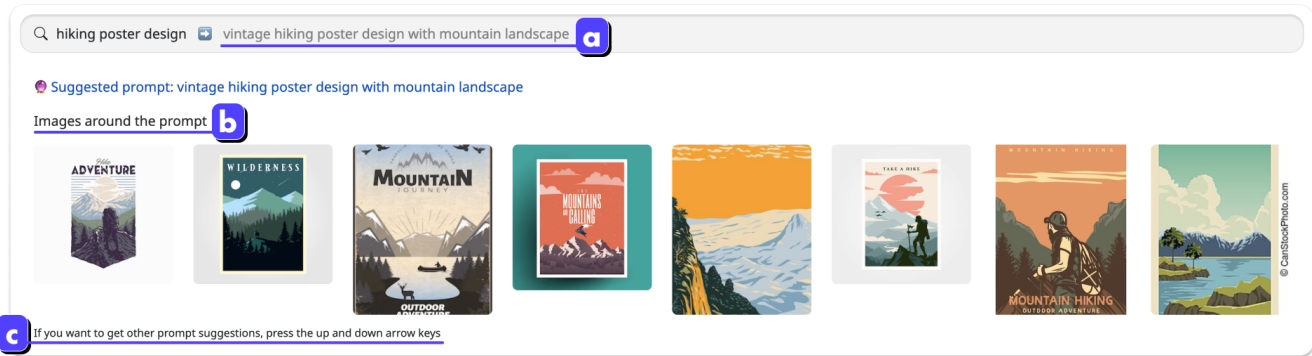 hiking poster design ➡️ vintage hiking poster design with mountain landscape a
🔮 Suggested prompt: vintage hiking poster design with mountain landscape
Images around the prompt b
Hike
ADVENTURE
WILDERNESS
MOUNTAIN
JOURNEY
OUTDOOR
ADVENTURE
THE
MOUNTAINS
ARE
CALLING
TAKE A HIKE
MOUNTAIN HIKING
MOUNTAIN HIKING
OUTDOOR ADVENTURE
© CanStockPhoto.com
c If you want to get other prompt suggestions, press the up and down arrow keys